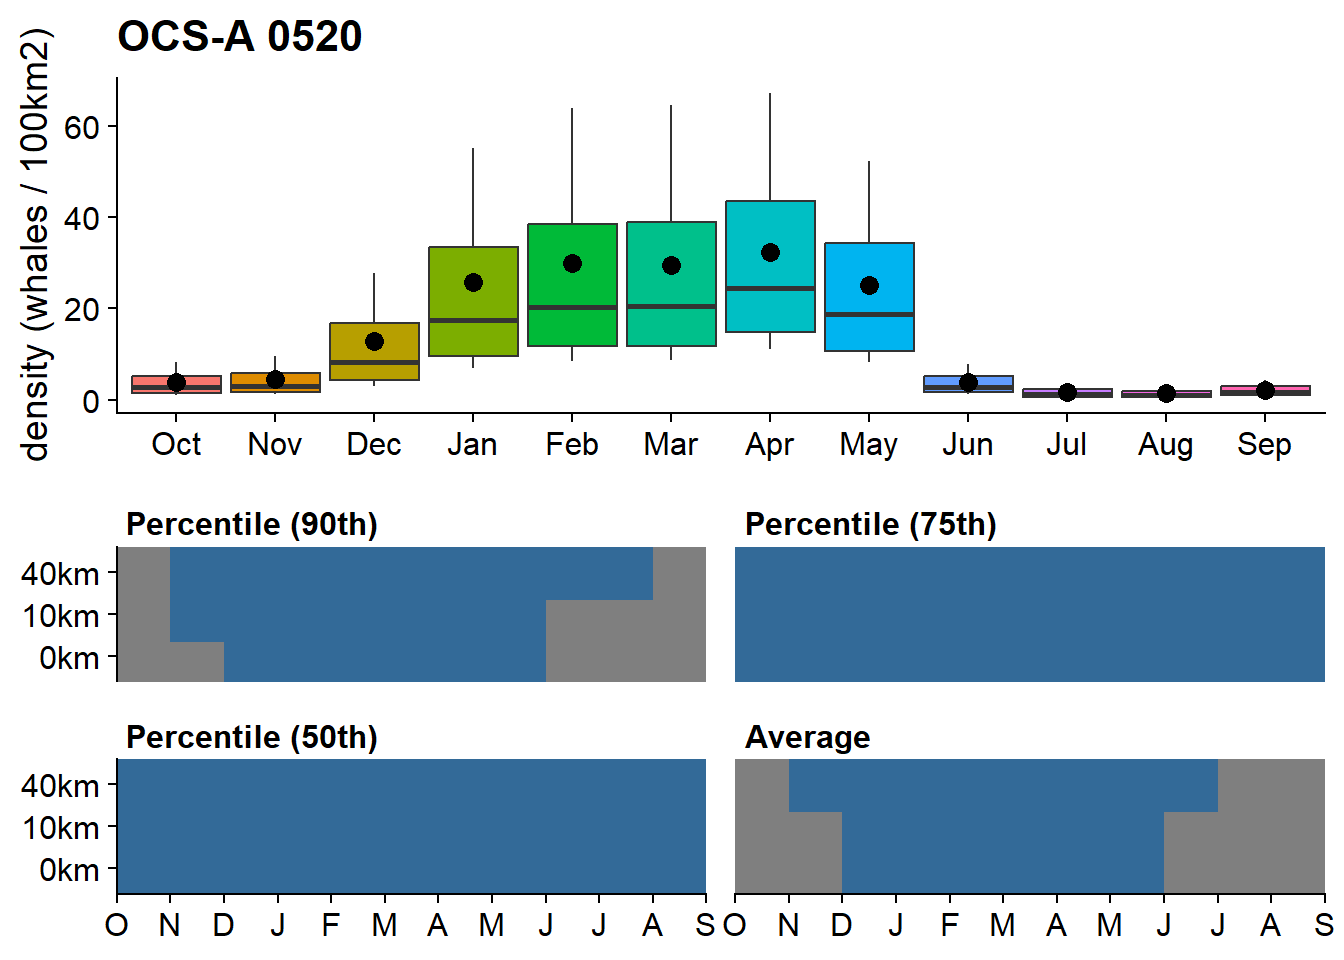 OCS-A 0520
density (whales / 100km2)
60
40
20
0
Oct Nov Dec Jan Feb Mar Apr May Jun Jul Aug Sep
Percentile (90th) Percentile (75th)
40km
10km
0km
Percentile (50th) Average
40km
10km
0km
O N D J F M A M J J A S O N D J F M A M J J A S